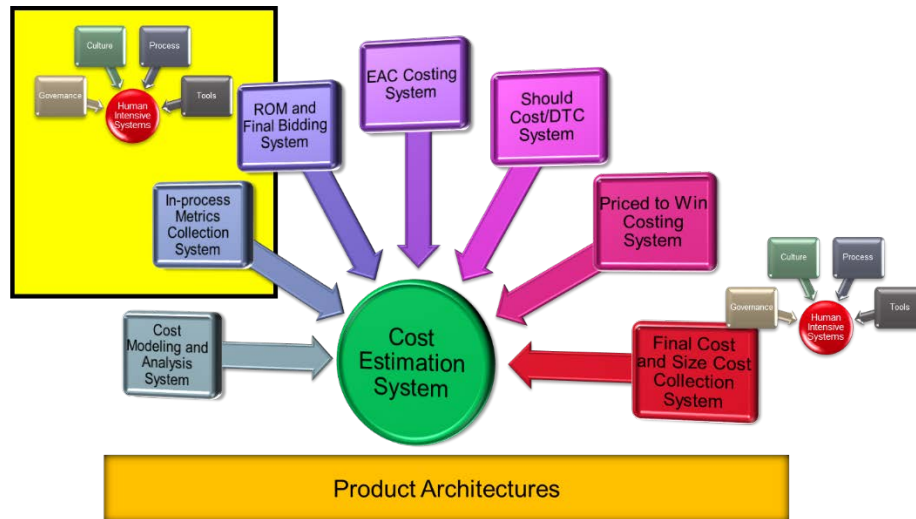 Culture
Process
Governance
Tools
Human
Intensive
Systems
ROM and
Final Bidding
System
EAC Costing
System
Should
Cost/DTC
System
In-process
Metrics
Collection
System
Priced to Win
Costing
System
Cost
Modeling and
Analysis
System
Cost
Estimation
System
Final Cost
and Size Cost
Collection
System
Culture
Process
Governance
Tools
Human
Intensive
Systems
Product Architectures